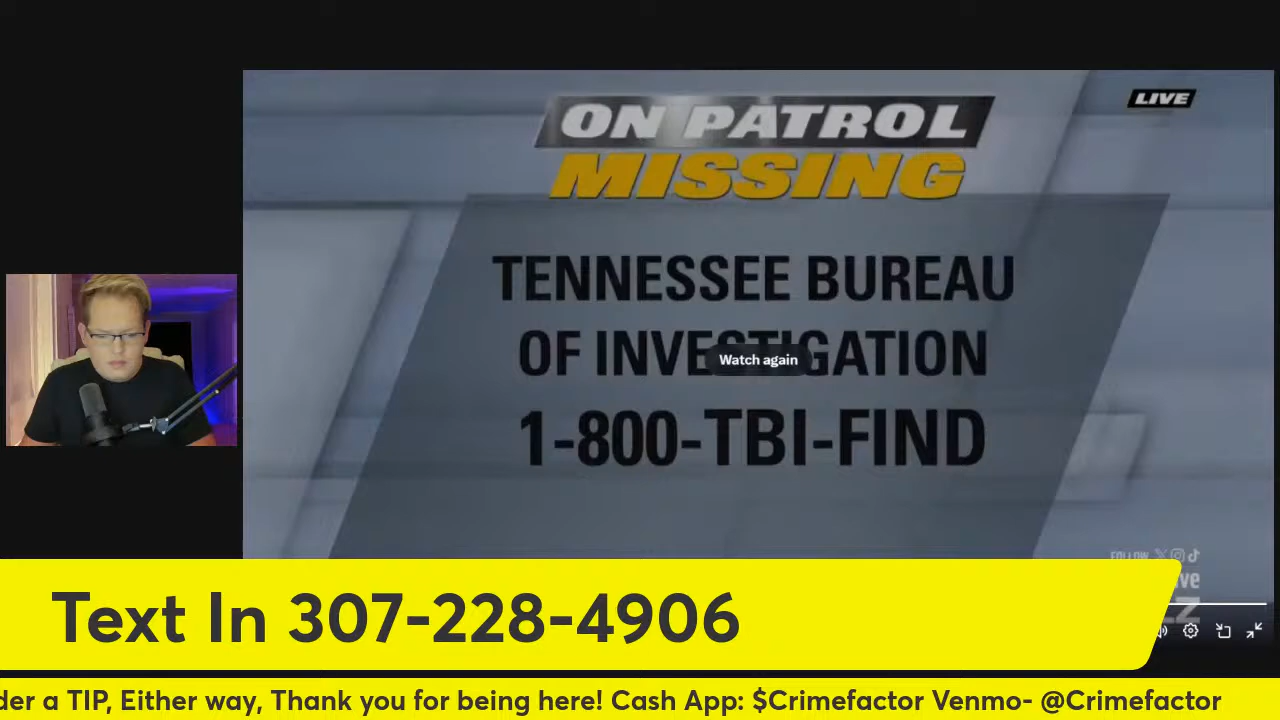 ON PATROL
LIVE
MISSING
TENNESSEE BUREAU
OF INVESTIGATION
Watch again
1-800-TBI-FIND
FOLLOW
Text In 307-228-4906
der a TIP, Either way, Thank you for being here! Cash App: $Crimefactor Venmo- @Crimefactor